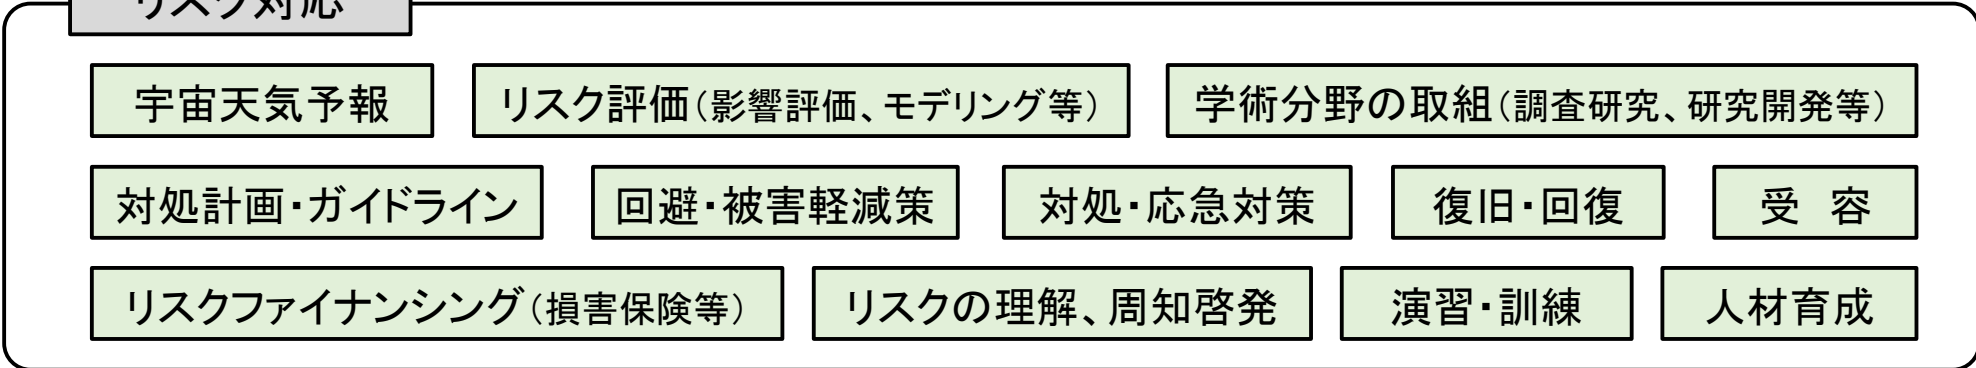 リスク対応
宇宙天気予報
リスク評価(影響評価、モデリング等)
学術分野の取組(調査研究、研究開発等)
対処計画・ガイドライン
回避・被害軽減策
対処・応急対策
復旧・回復
受　容
リスクファイナンシング(損害保険等)
リスクの理解、周知啓発
演習・訓練
人材育成